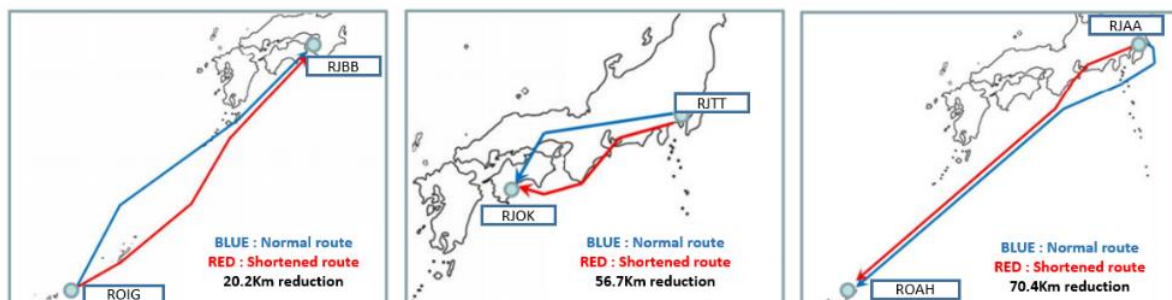 RJBB
BLUE : Normal route
RED : Shortened route
20.2Km reduction
ROIG
RJTT
RJOK
BLUE : Normal route
RED : Shortened route
56.7Km reduction
RJAA
BLUE : Normal route
RED : Shortened route
70.4Km reduction
ROAH